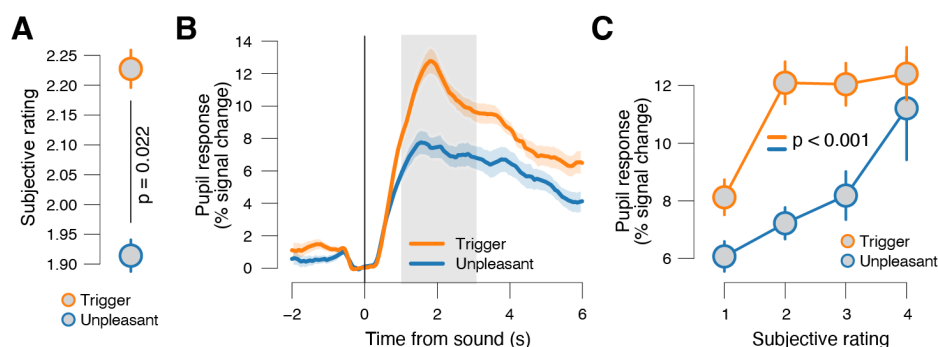 A
Subjective rating
2.25
2.20
2.15
2.10
2.05
2.00
1.95
1.90
p = 0.022
Trigger
Unpleasant
B
Pupil response
(% signal change)
14
12
10
8
6
4
2
0
Trigger
Unpleasant
−2
0
2
4
6
Time from sound (s)
C
Pupil response
(% signal change)
12
10
8
6
p < 0.001
Trigger
Unpleasant
1
2
3
4
Subjective rating